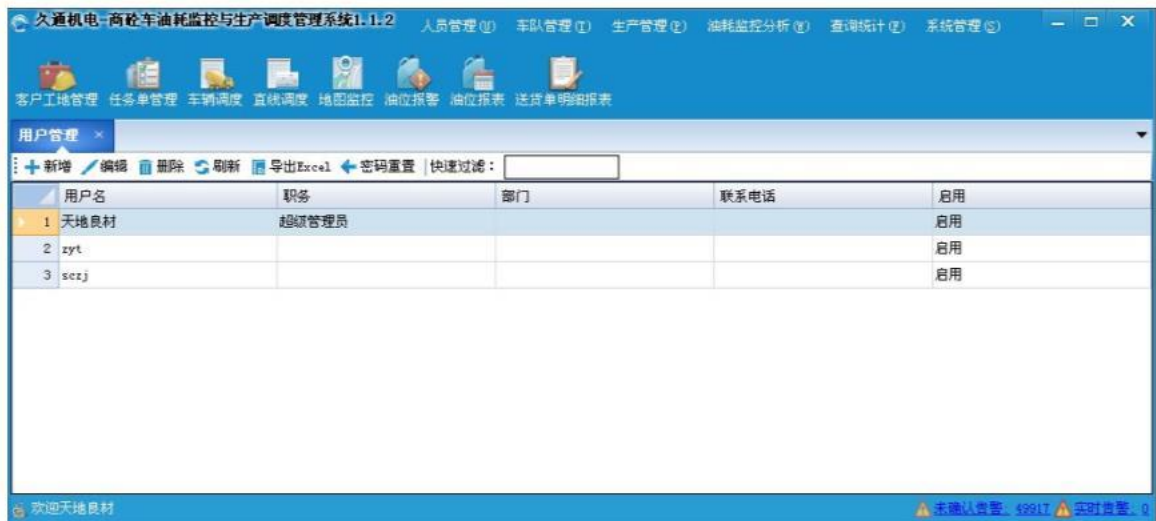 久通机电-商砼车油耗监控与生产调度管理系统1.1.2 人员管理(U) 车队管理(T) 生产管理(P) 油耗监控分析(W) 查询统计(F) 系统管理(S)
客户工地管理 任务单管理 车辆调度 直线调度 地图监控 油位报警 油位报表 送货单明细报表
用户管理 ×
新增 编辑 删除 刷新 导出Excel 密码重置 快速过滤：
用户名 职务 部门 联系电话 启用
1 天地良材 超级管理员 启用
2 zyt 启用
3 sczj 启用
欢迎天地良材 未确认告警: 49917 实时告警: 0